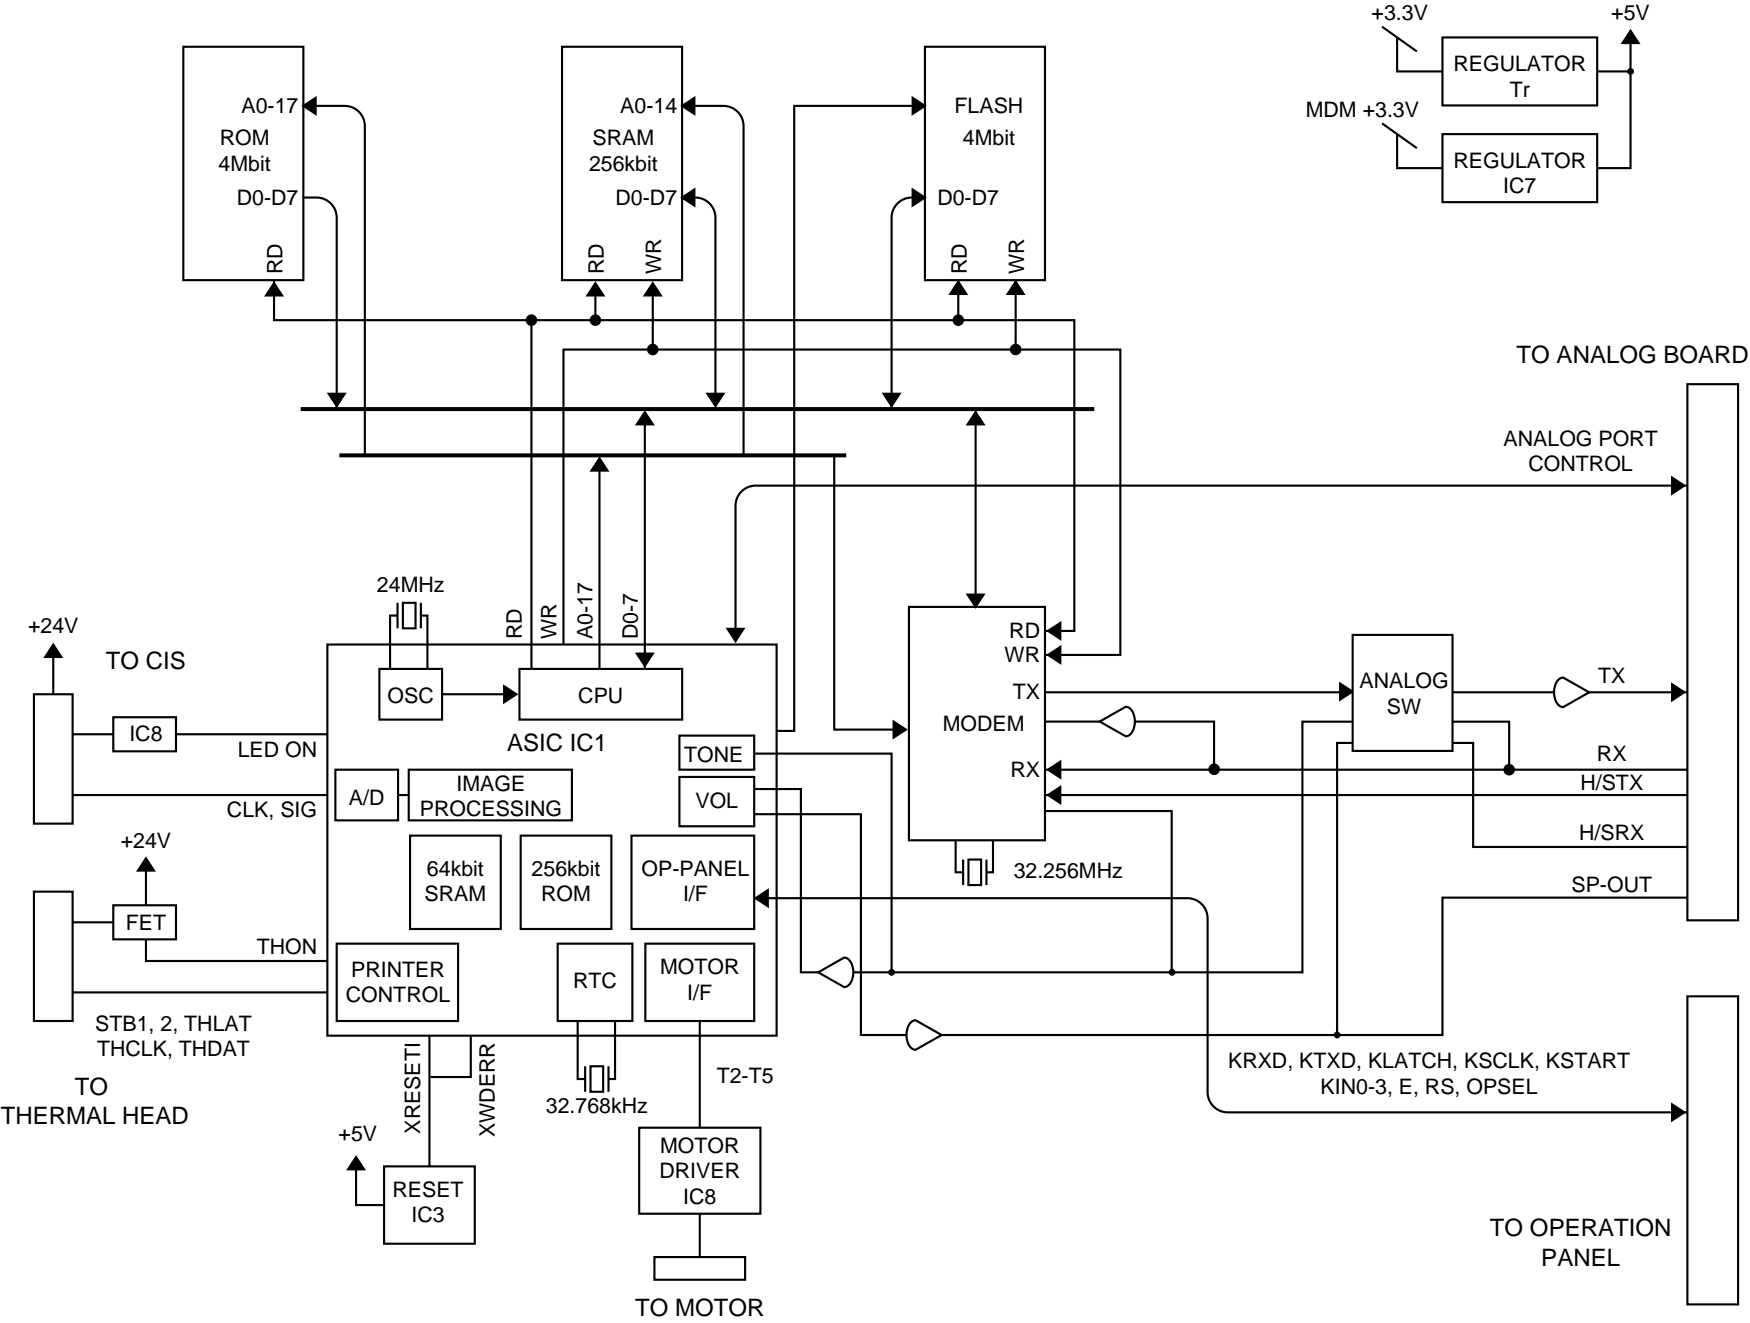 +3.3V
+5V
REGULATOR
Tr
MDM +3.3V
REGULATOR
IC7
A0-17
ROM
4Mbit
D0-D7
RD
A0-14
SRAM
256kbit
D0-D7
RD
WR
FLASH
4Mbit
D0-D7
RD
WR
TO ANALOG BOARD
ANALOG PORT
CONTROL
24MHz
RD
WR
A0-17
D0-7
+24V
TO CIS
IC8
LED ON
CLK, SIG
OSC
CPU
ASIC IC1
TONE
VOL
A/D
IMAGE
PROCESSING
64kbit
SRAM
256kbit
ROM
OP-PANEL
I/F
PRINTER
CONTROL
RTC
MOTOR
I/F
RD
WR
TX
MODEM
RX
32.256MHz
ANALOG
SW
TX
RX
H/STX
H/SRX
SP-OUT
+24V
FET
THON
STB1, 2, THLAT
THCLK, THDAT
TO
THERMAL HEAD
XRESETI
XWDERR
32.768kHz
T2-T5
+5V
RESET
IC3
MOTOR
DRIVER
IC8
TO MOTOR
KRXD, KTXD, KLATCH, KSCLK, KSTART
KIN0-3, E, RS, OPSEL
TO OPERATION
PANEL